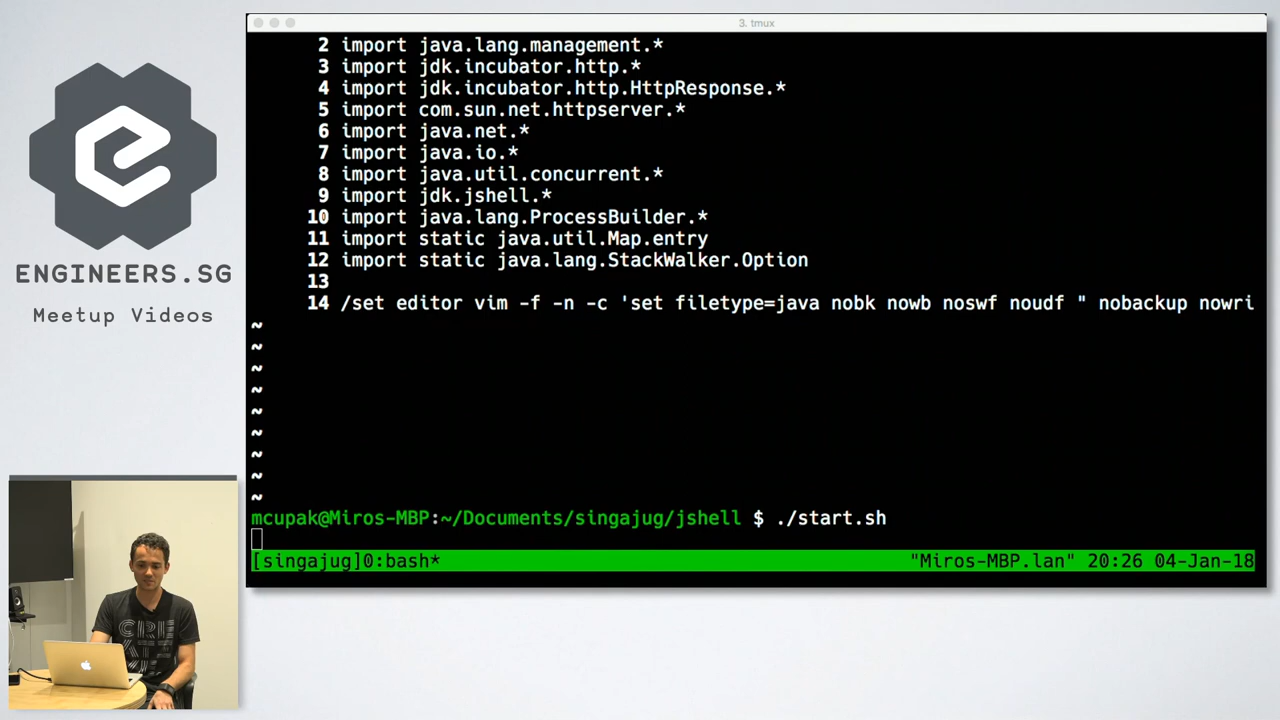 3. tmux
2 import java.lang.management.*
3 import jdk.incubator.http.*
4 import jdk.incubator.http.HttpResponse.*
5 import com.sun.net.httpserver.*
6 import java.net.*
7 import java.io.*
8 import java.util.concurrent.*
9 import jdk.jshell.*
10 import java.lang.ProcessBuilder.*
11 import static java.util.Map.entry
12 import static java.lang.StackWalker.Option
13
14 /set editor vim -f -n -c 'set filetype=java nobk nowb noswf noudf " nobackup nowri
~
~
~
~
~
~
~
~
~
mcupak@Miros-MBP:~/Documents/singajug/jshell $ ./start.sh
[singajug]0:bash* "Miros-MBP.lan" 20:26 04-Jan-18
ENGINEERS.SG
Meetup Videos
CRE
ATE